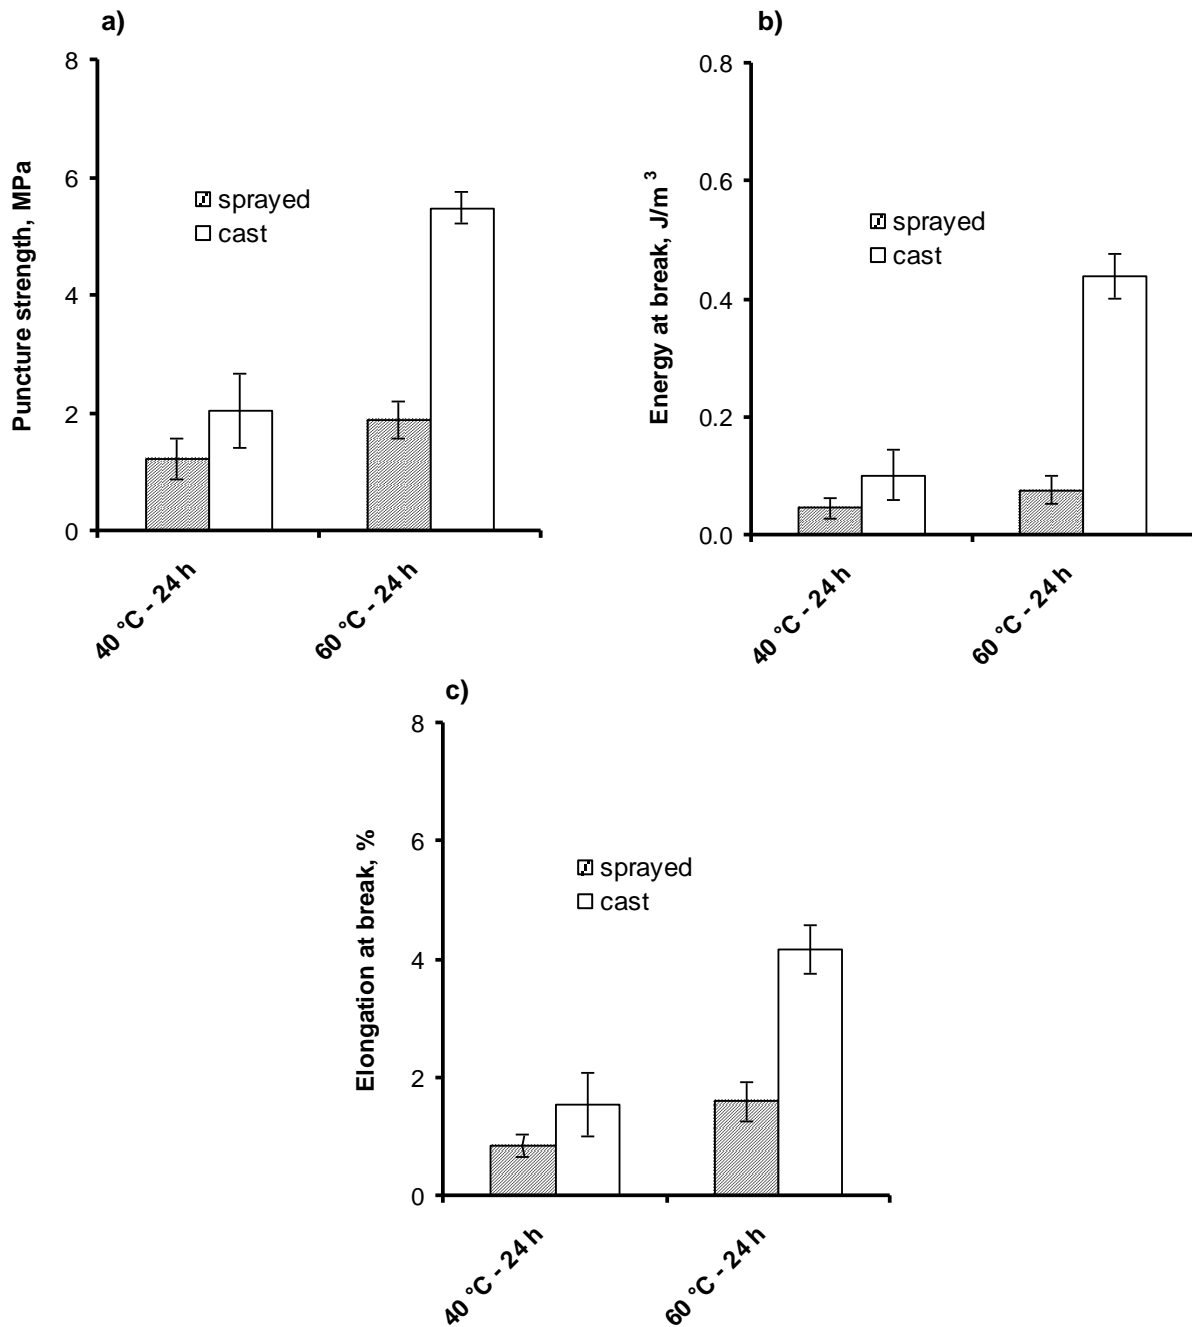 a)
Puncture strength, MPa
8
6
4
2
0
sprayed
cast
40 °C - 24 h
60 °C - 24 h
b)
Energy at break, J/m 3
0.8
0.6
0.4
0.2
0.0
sprayed
cast
40 °C - 24 h
60 °C - 24 h
c)
Elongation at break, %
8
6
4
2
0
sprayed
cast
40 °C - 24 h
60 °C - 24 h